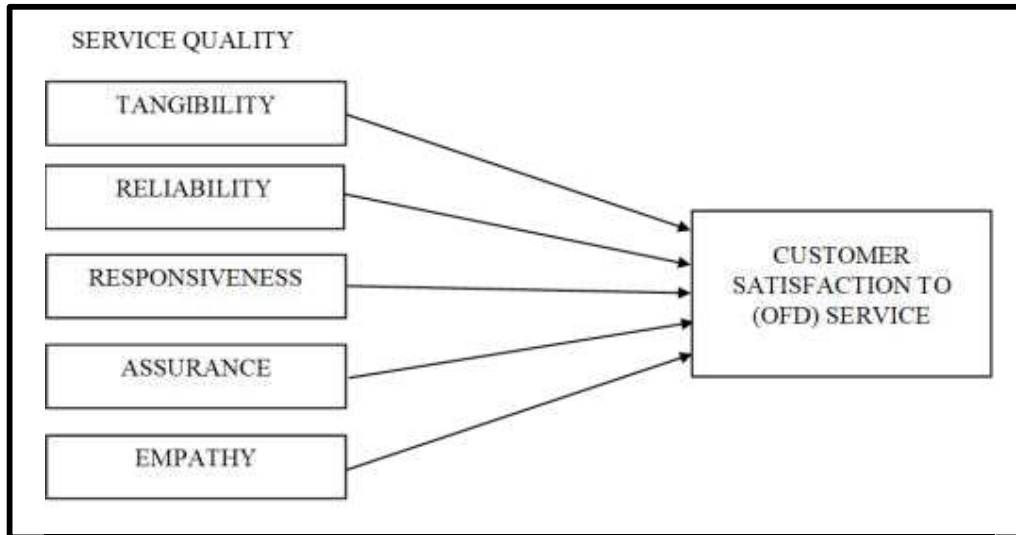 SERVICE QUALITY
TANGIBILITY
RELIABILITY
RESPONSIVENESS
ASSURANCE
EMPATHY
CUSTOMER
SATISFACTION TO
(OFD) SERVICE